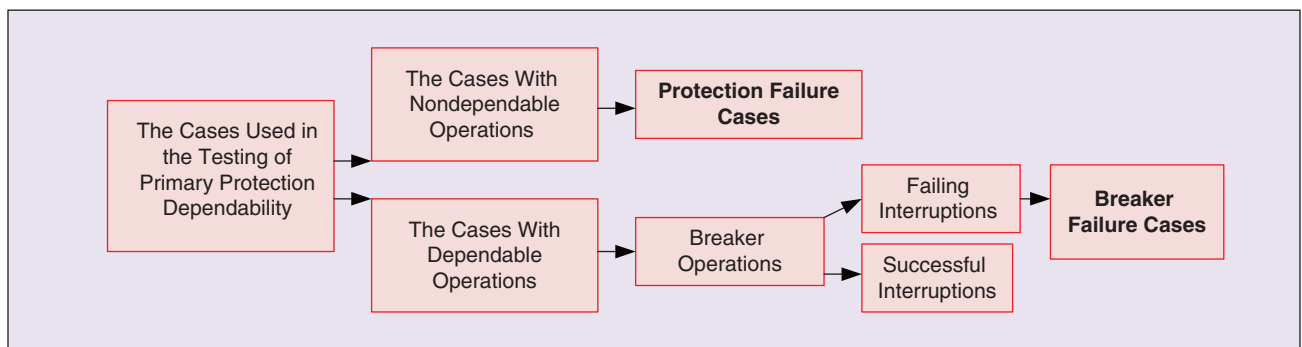 The Cases Used in
the Testing of
Primary Protection
Dependability
The Cases With
Nondependable
Operations
Protection Failure
Cases
The Cases With
Dependable
Operations
Breaker
Operations
Failing
Interruptions
Breaker
Failure Cases
Successful
Interruptions